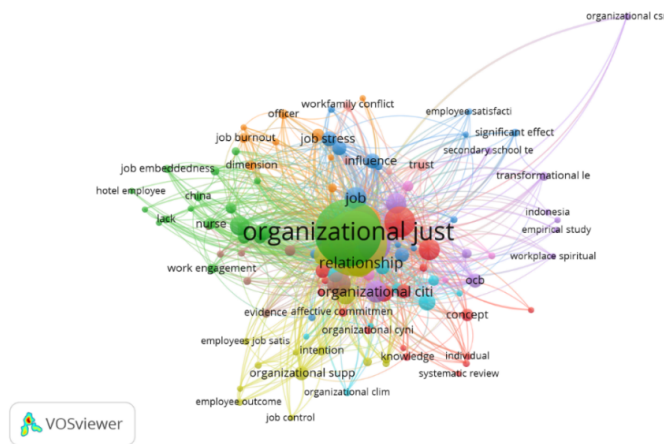 organizational csr
workfamily conflict
officer
employee satisfacti
job burnout
job stress
significant effect
secondary school te
job embeddedness
dimension
influence
trust
transformational le
hotel employee
china
job
lack
nurse
organizational just
indonesia
empirical study
work engagement
relationship
workplace spiritual
organizational citi
ocb
evidence
affective commitmen
concept
organizational cyni
employees job satis
intention
knowledge
individual
organizational supp
systematic review
employee outcome
organizational clim
job control
VOSviewer